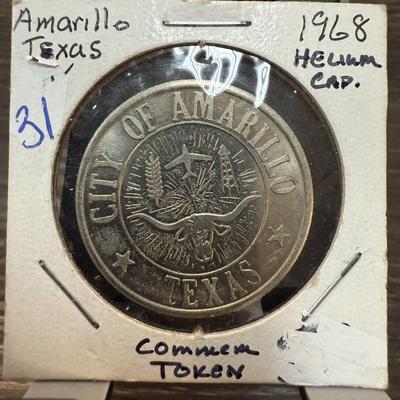 Amarillo
Texas
1968
Helium
Cap.
31
CITY OF AMARILLO
TEXAS
Commem
Token